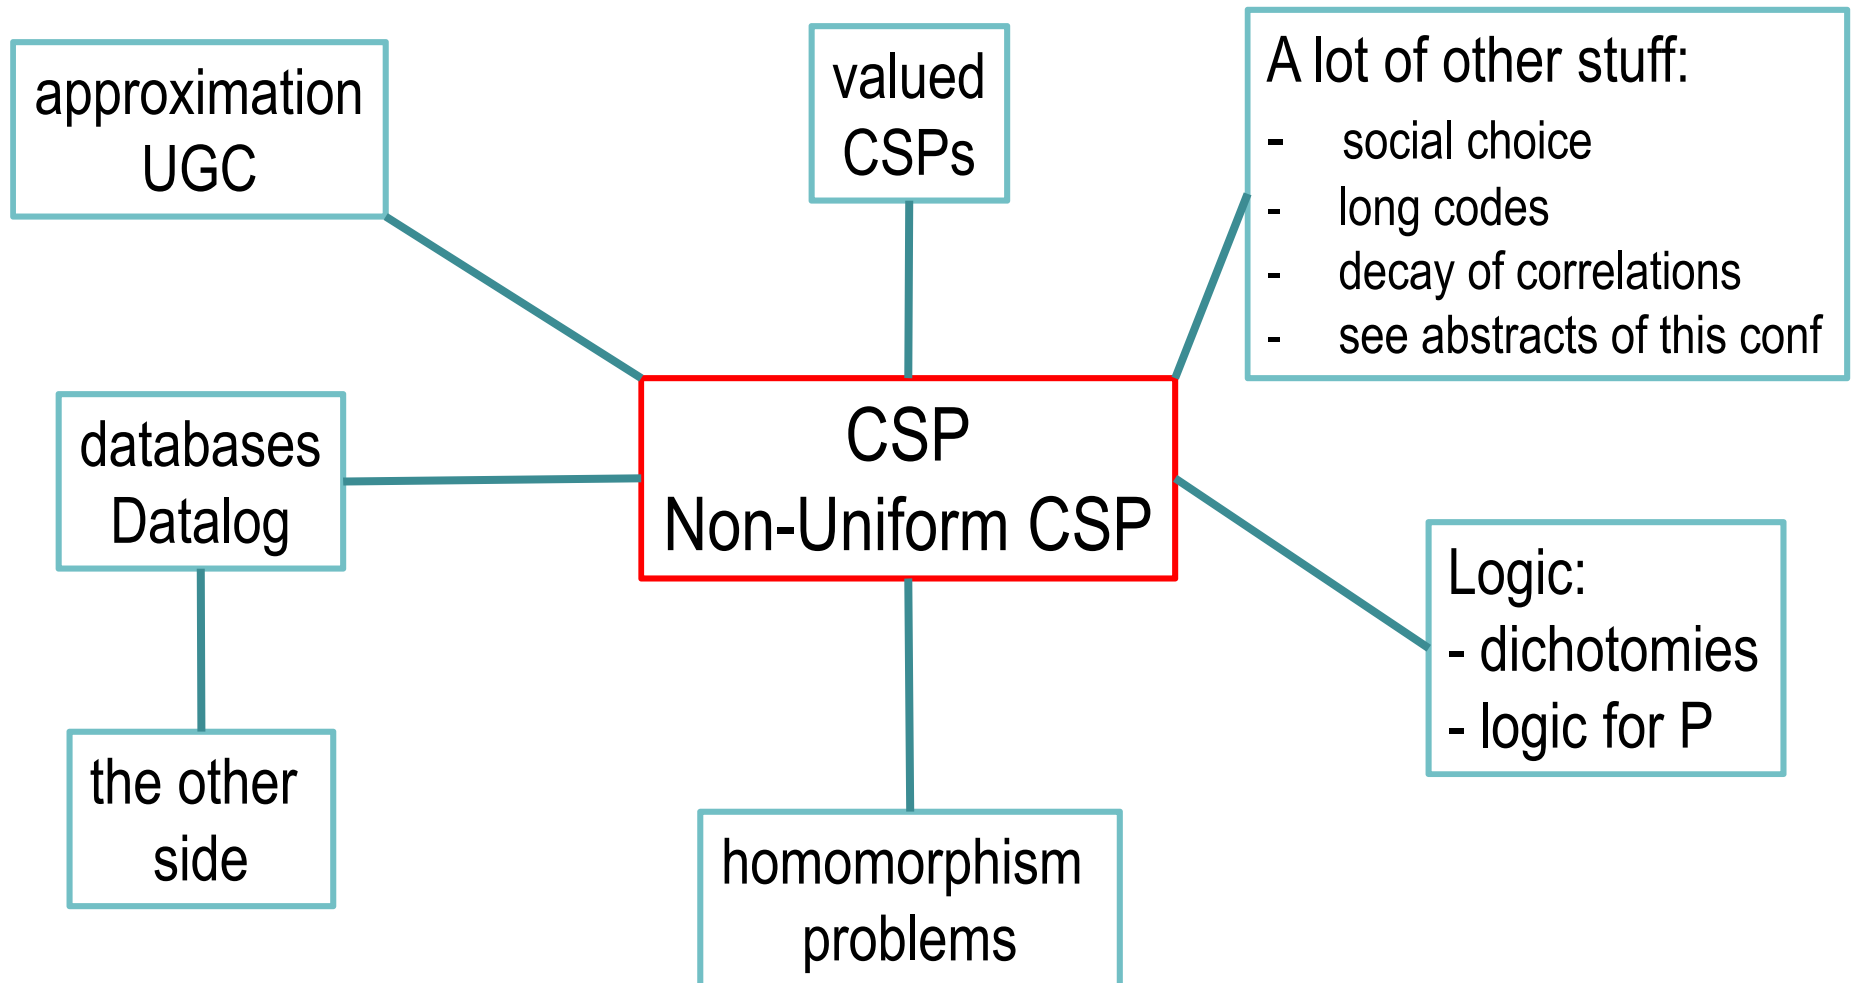 approximation
UGC
valued
CSPs
A lot of other stuff:
- social choice
- long codes
- decay of correlations
- see abstracts of this conf
databases
Datalog
CSP
Non-Uniform CSP
Logic:
- dichotomies
- logic for P
the other
side
homomorphism
problems